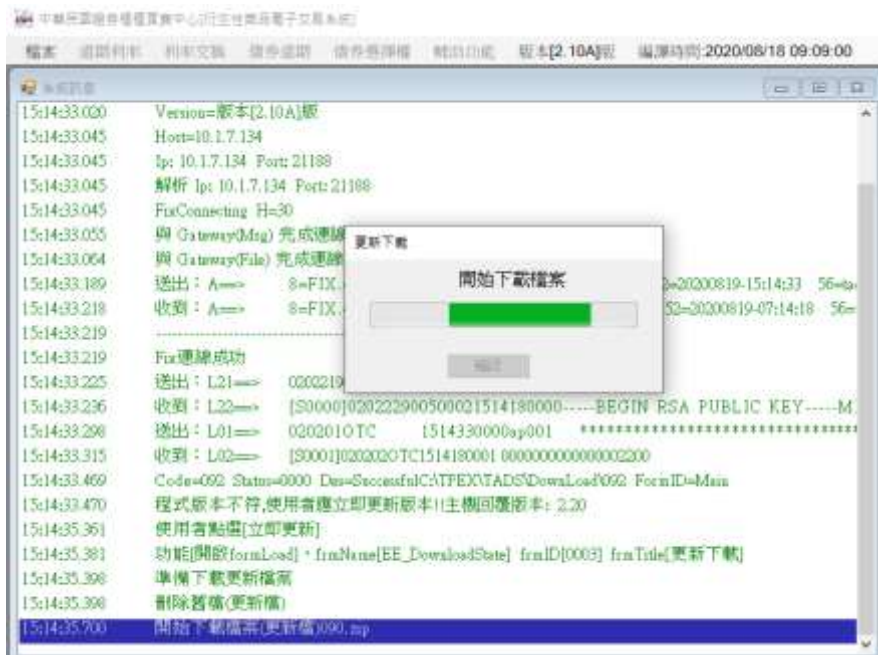 中華民國證券櫃檯買賣中心[衍生性商品電子交易系統]
檔案 遠期利率 利率交換 債券遠期 債券選擇權 輔助功能 版本[2.10A]版 編譯時間:2020/08/18 09:09:00
系統訊息
15:14:33.020 Version=版本[2.10A]版
15:14:33.045 Host=10.1.7.134
15:14:33.045 Ip: 10.1.7.134 Port: 21188
15:14:33.045 解析 Ip: 10.1.7.134 Port: 21188
15:14:33.045 FixConnecting H=30
15:14:33.055 與 Gateway(Msg) 完成連線
15:14:33.064 與 Gateway(File) 完成連線
更新下載
開始下載檔案
15:14:33.189 送出：A==> 8=FIX. =20200819-15:14:33 56=ta
15:14:33.218 收到：A==> 8=FIX. 52=20200819-07:14:18 56=
15:14:33.219 ----------------------------
15:14:33.219 Fix連線成功
15:14:33.225 送出：L21==> 0202219
15:14:33.236 收到：L22==> [S0000]0202229005000215141800000-----BEGIN RSA PUBLIC KEY-----M
15:14:33.298 送出：L01==> 0202010TC 1514330000ap001 ******************************
15:14:33.315 收到：L02==> [S0001]020202OTC1514180001 0000000000000002200
15:14:33.469 Code=092 Status=0000 Des=SuccessfulC:\TPEX\TADS\DownLoad\092 FormID=Main
15:14:33.470 程式版本不符,使用者應立即更新版本!!主機回覆版本: 2.20
15:14:35.361 使用者點選[立即更新]
15:14:35.381 功能[開啟formLoad]，frmName[EE_DownloadState] frmID[0003] frmTitle[更新下載]
15:14:35.398 準備下載更新檔案
15:14:35.398 刪除舊檔(更新檔)
15:14:35.700 開始下載檔案(更新檔)090.zip